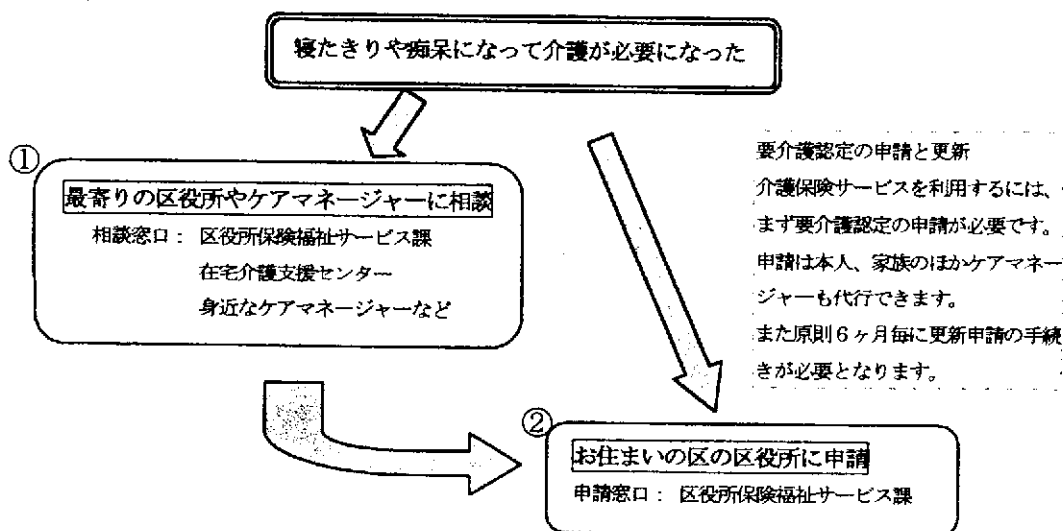 寝たきりや痴呆になって介護が必要になった
①
最寄りの区役所やケアマネージャーに相談
相談窓口： 区役所保険福祉サービス課
在宅介護支援センター
身近なケアマネージャーなど
要介護認定の申請と更新
介護保険サービスを利用するには、
まず要介護認定の申請が必要です。
申請は本人、家族のほかケアマネー
ジャーも代行できます。
また原則６ヶ月毎に更新申請の手続
きが必要となります。
②
お住まいの区の区役所に申請
申請窓口： 区役所保険福祉サービス課